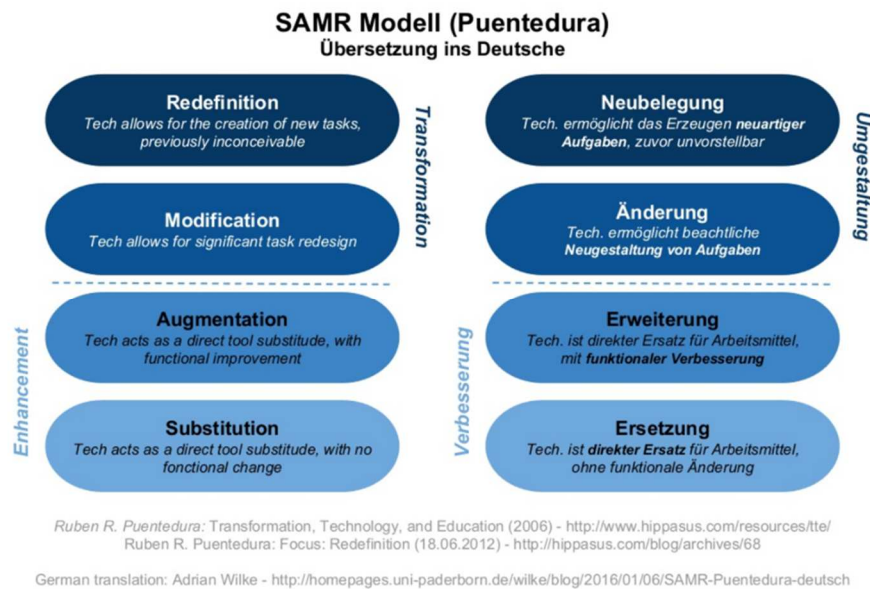 SAMR Modell (Puentedura)
Übersetzung ins Deutsche
Redefinition
Tech allows for the creation of new tasks,
previously inconceivable
Modification
Tech allows for significant task redesign
Transformation
Augmentation
Tech acts as a direct tool substitude, with
functional improvement
Substitution
Tech acts as a direct tool substitude, with no
fonctional change
Enhancement
Neubelegung
Tech. ermöglicht das Erzeugen neuartiger
Aufgaben, zuvor unvorstellbar
Änderung
Tech. ermöglicht beachtliche
Neugestaltung von Aufgaben
Umgestaltung
Erweiterung
Tech. ist direkter Ersatz für Arbeitsmittel,
mit funktionaler Verbesserung
Ersetzung
Tech. ist direkter Ersatz für Arbeitsmittel,
ohne funktionale Änderung
Verbesserung
Ruben R. Puentedura: Transformation, Technology, and Education (2006) - http://www.hippasus.com/resources/tte/
Ruben R. Puentedura: Focus: Redefinition (18.06.2012) - http://hippasus.com/blog/archives/68
German translation: Adrian Wilke - http://homepages.uni-paderborn.de/wilke/blog/2016/01/06/SAMR-Puentedura-deutsch